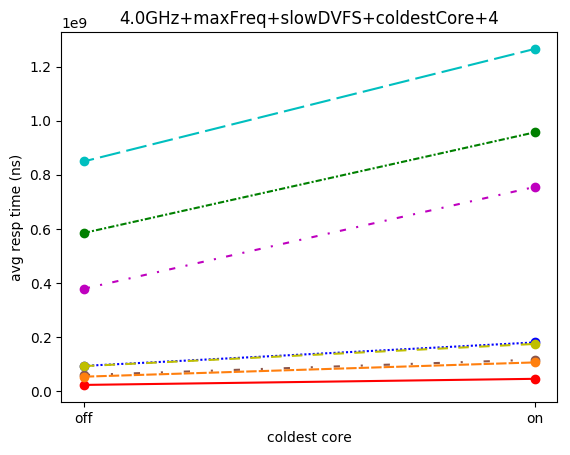 4.0GHz+maxFreq+slowDVFS+coldestCore+4
1e9
1.2
1.0
0.8
0.6
0.4
0.2
0.0
avg resp time (ns)
off
on
coldest core